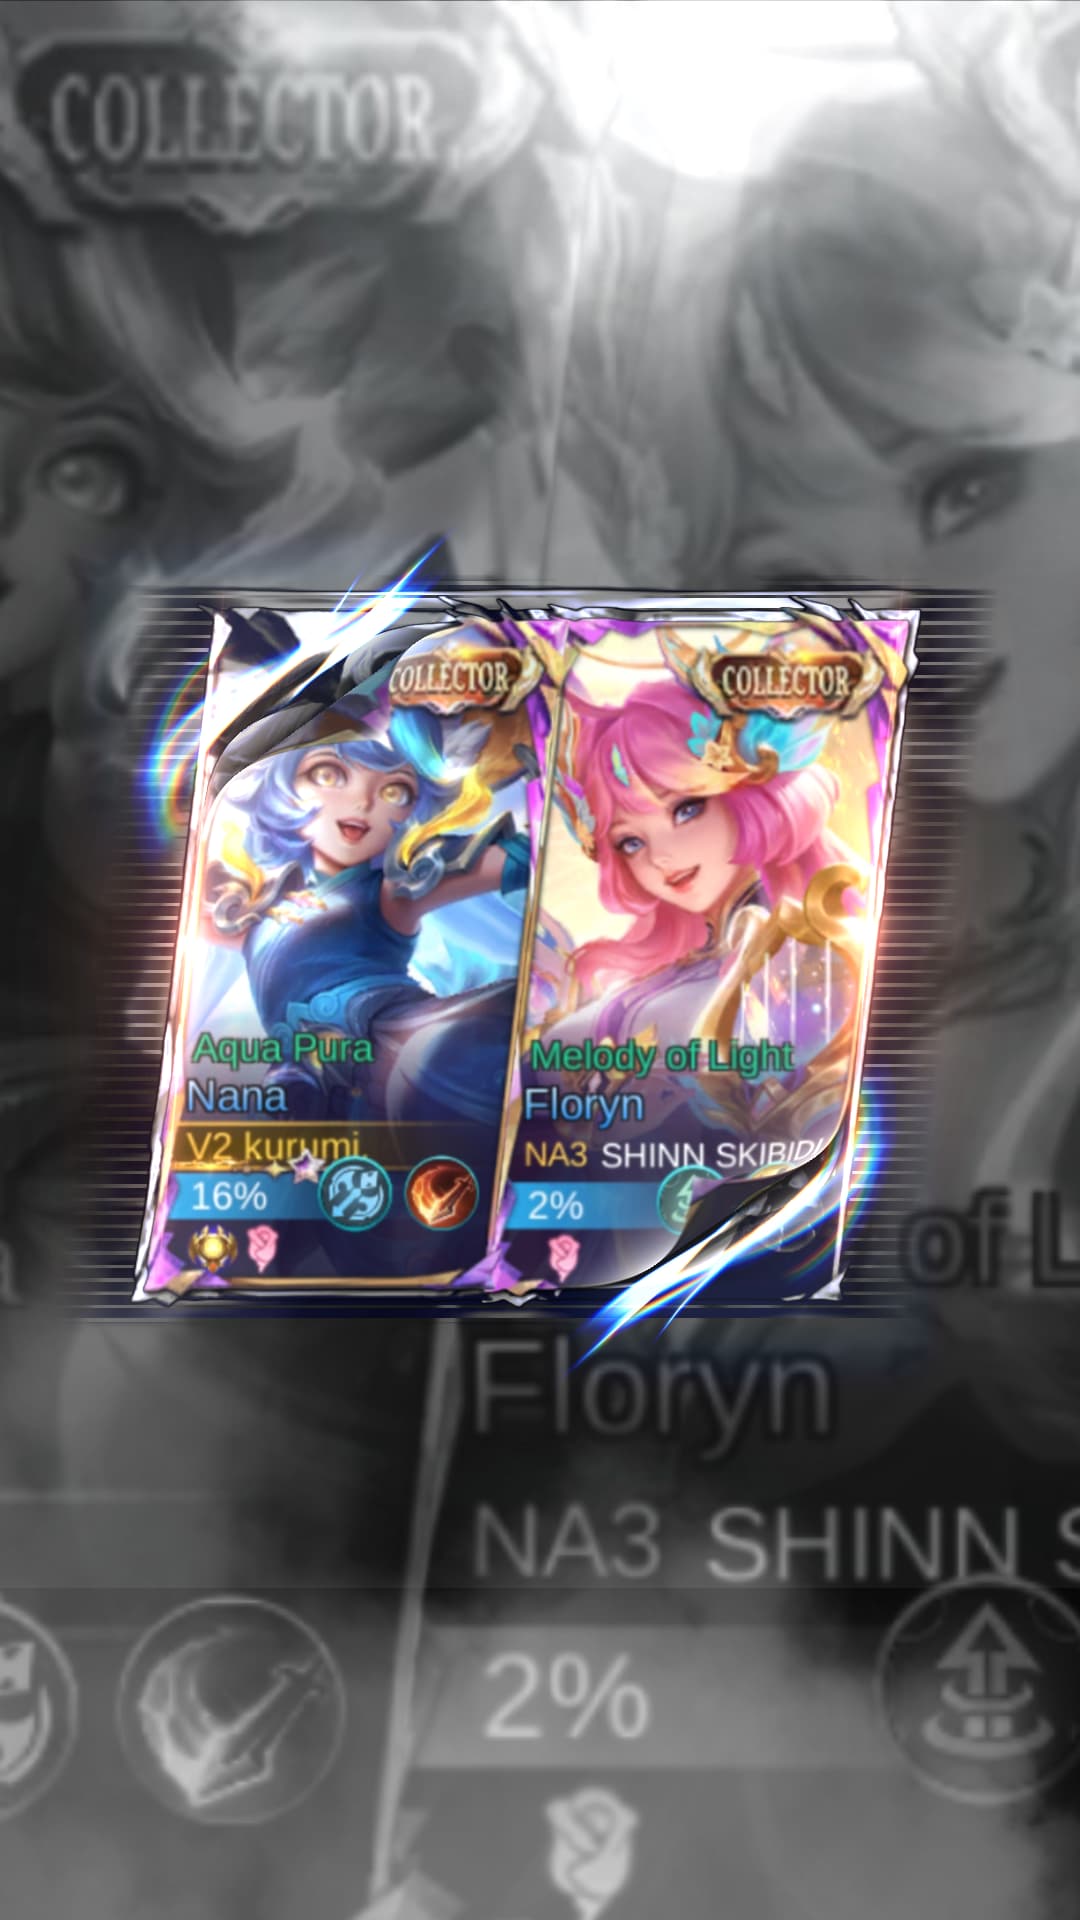 COLLECTOR
COLLECTOR
COLLECTOR
Aqua Pura
Nana
V2 kurumi.
16%
Melody of Light
Floryn
NA3 SHINN SKIBIDI
2%
of L
Floryn
NA3 SHINN S
2%